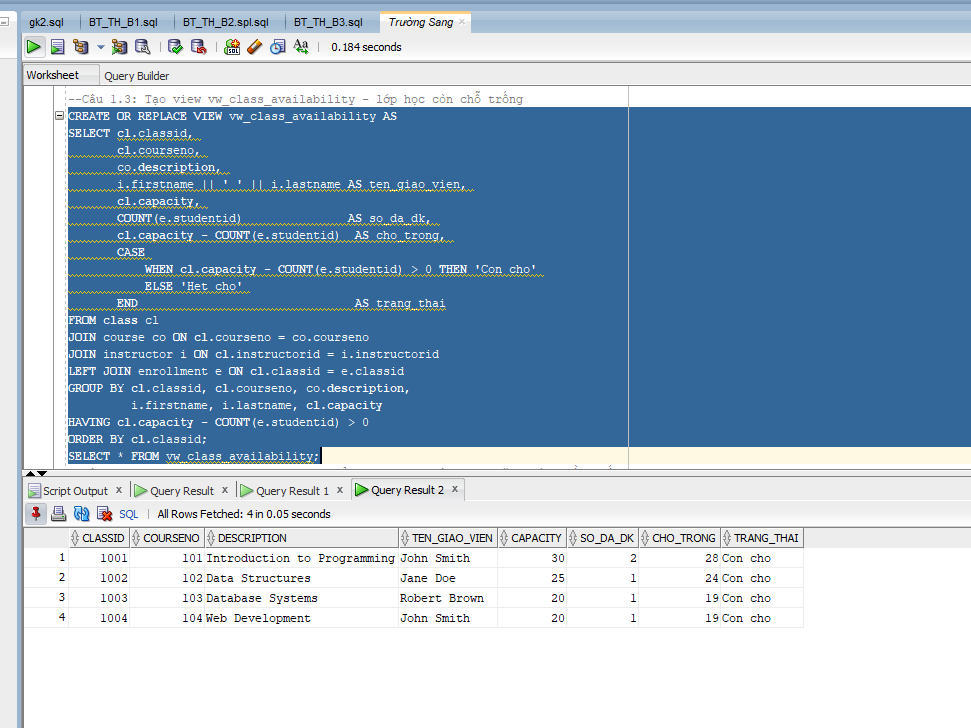 gk2.sql BT_TH_B1.sql BT_TH_B2.spl.sql BT_TH_B3.sql Trường Sang
SQL Aa 0.184 seconds
Worksheet Query Builder
--Câu 1.3: Tạo view vw_class_availability - lớp học còn chỗ trống
CREATE OR REPLACE VIEW vw_class_availability AS
SELECT cl.classid,
cl.courseno,
co.description,
i.firstname || ' ' || i.lastname AS ten_giao_vien,
cl.capacity,
COUNT(e.studentid) AS so_da_dk,
cl.capacity - COUNT(e.studentid) AS cho_trong,
CASE
WHEN cl.capacity - COUNT(e.studentid) > 0 THEN 'Con cho'
ELSE 'Het cho'
END AS trang_thai
FROM class cl
JOIN course co ON cl.courseno = co.courseno
JOIN instructor i ON cl.instructorid = i.instructorid
LEFT JOIN enrollment e ON cl.classid = e.classid
GROUP BY cl.classid, cl.courseno, co.description,
i.firstname, i.lastname, cl.capacity
HAVING cl.capacity - COUNT(e.studentid) > 0
ORDER BY cl.classid;
SELECT * FROM vw_class_availability;
Script Output x Query Result x Query Result 1 x Query Result 2 x
SQL All Rows Fetched: 4 in 0.05 seconds
CLASSID COURSENO DESCRIPTION TEN_GIAO_VIEN CAPACITY SO_DA_DK CHO_TRONG TRANG_THAI
1 1001 101 Introduction to Programming John Smith 30 2 28 Con cho
2 1002 102 Data Structures Jane Doe 25 1 24 Con cho
3 1003 103 Database Systems Robert Brown 20 1 19 Con cho
4 1004 104 Web Development John Smith 20 1 19 Con cho